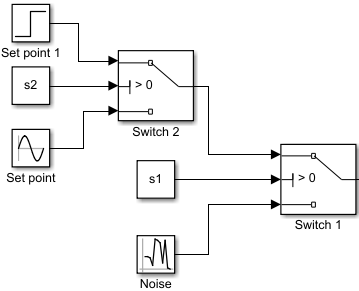 Set point 1
s2
> 0
Switch 2
Set point
s1
> 0
Switch 1
Noise